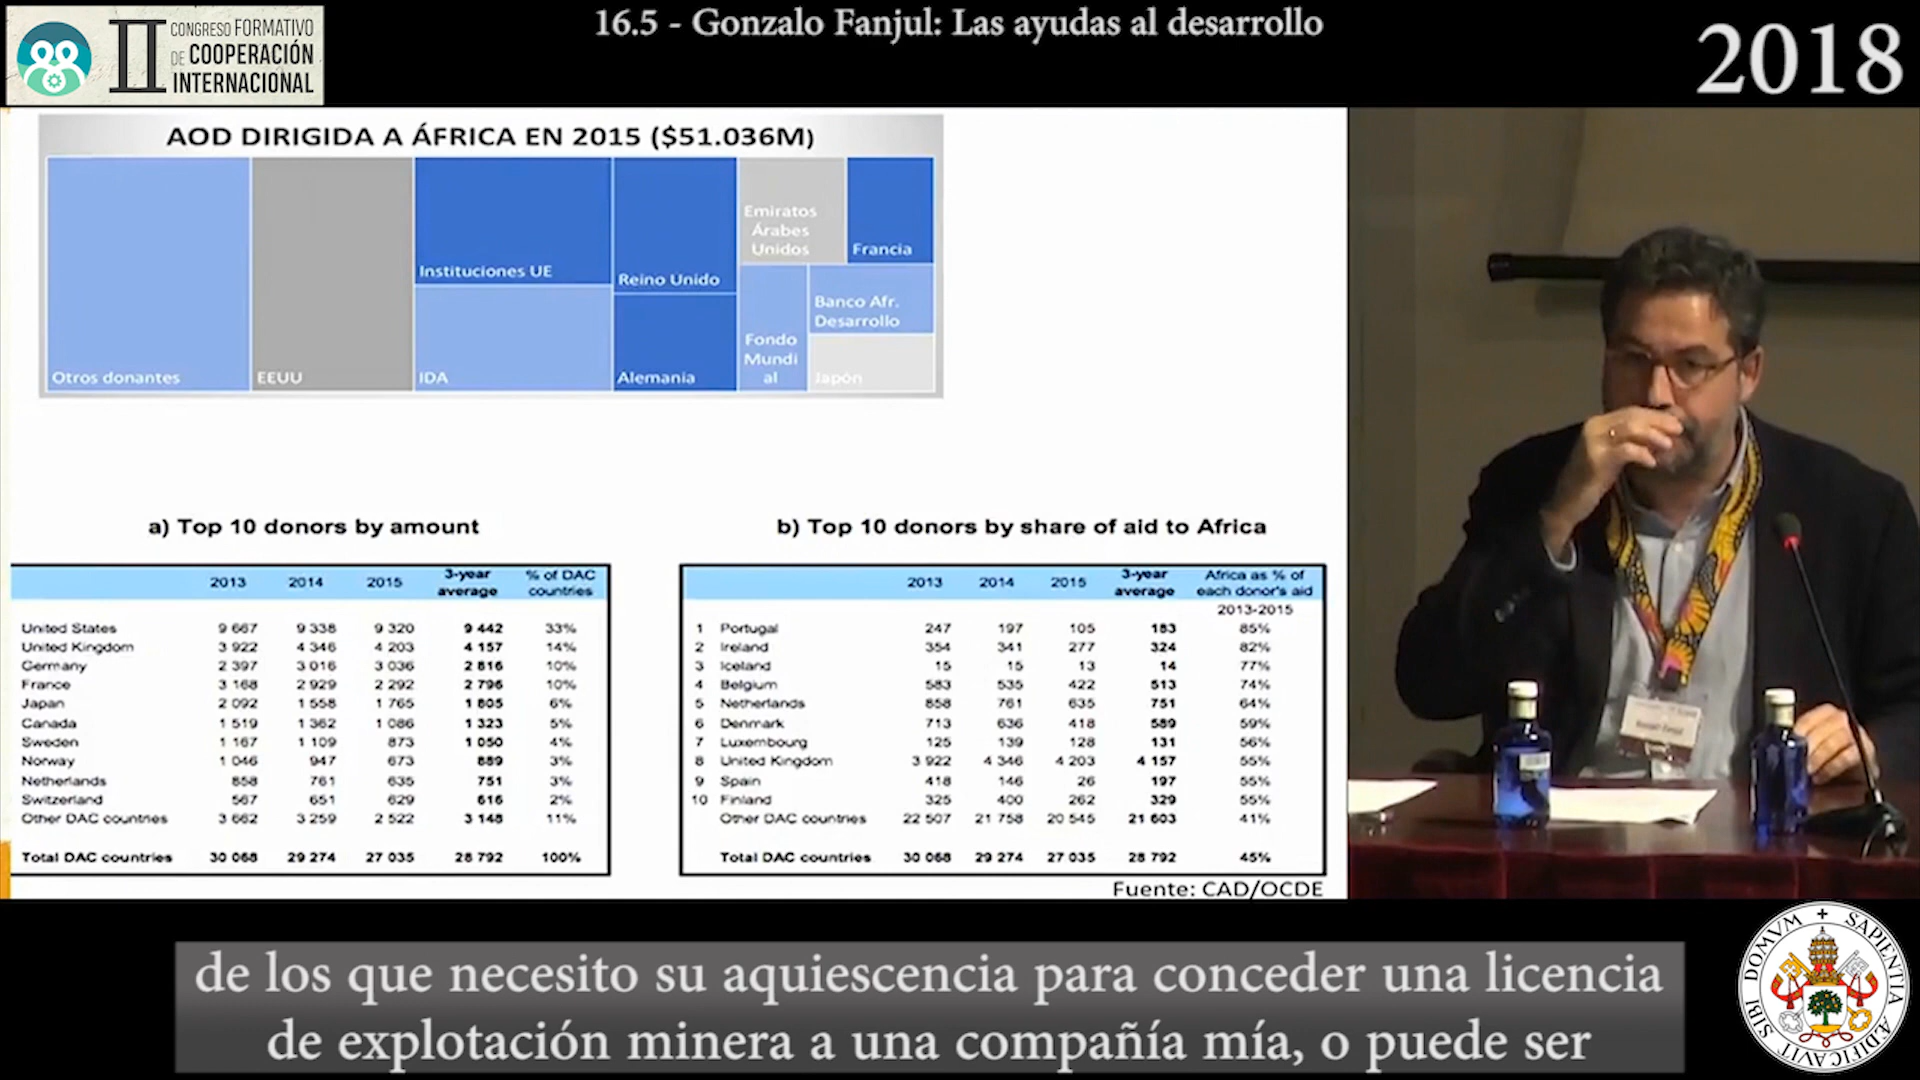 II
CONGRESO FORMATIVO
DE COOPERACIÓN
INTERNACIONAL
16.5 - Gonzalo Fanjul: Las ayudas al desarrollo
2018
AOD DIRIGIDA A ÁFRICA EN 2015 ($51.036M)
Otros donantes
EEUU
Instituciones UE
IDA
Reino Unido
Alemania
Emiratos
Árabes
Unidos
Francia
Fondo
Mundi
al
Banco Afr.
Desarrollo
Japón
a) Top 10 donors by amount
2013 2014 2015 3-year average % of DAC countries
United States 9 667 9 338 9 320 9 442 33%
United Kingdom 3 922 4 346 4 203 4 157 14%
Germany 2 397 3 016 3 036 2 816 10%
France 3 168 2 929 2 292 2 796 10%
Japan 2 092 1 558 1 765 1 805 6%
Canada 1 519 1 362 1 086 1 323 5%
Sweden 1 167 1 109 873 1 050 4%
Norway 1 046 947 673 889 3%
Netherlands 858 761 635 751 3%
Switzerland 567 651 629 616 2%
Other DAC countries 3 662 3 259 2 522 3 148 11%
Total DAC countries 30 068 29 274 27 035 28 792 100%
b) Top 10 donors by share of aid to Africa
2013 2014 2015 3-year average Africa as % of each donor's aid
2013-2015
1 Portugal 247 197 105 183 85%
2 Ireland 354 341 277 324 82%
3 Iceland 15 15 13 14 77%
4 Belgium 583 535 422 513 74%
5 Netherlands 858 761 635 751 64%
6 Denmark 713 636 418 589 59%
7 Luxembourg 125 139 128 131 56%
8 United Kingdom 3 922 4 346 4 203 4 157 55%
9 Spain 418 146 26 197 55%
10 Finland 325 400 262 329 55%
Other DAC countries 22 507 21 758 20 545 21 603 41%
Total DAC countries 30 068 29 274 27 035 28 792 45%
Fuente: CAD/OCDE
de los que necesito su aquiescencia para conceder una licencia
de explotación minera a una compañía mía, o puede ser
SAPIENTIA ÆDIFICAVIT SIBI DOMVM